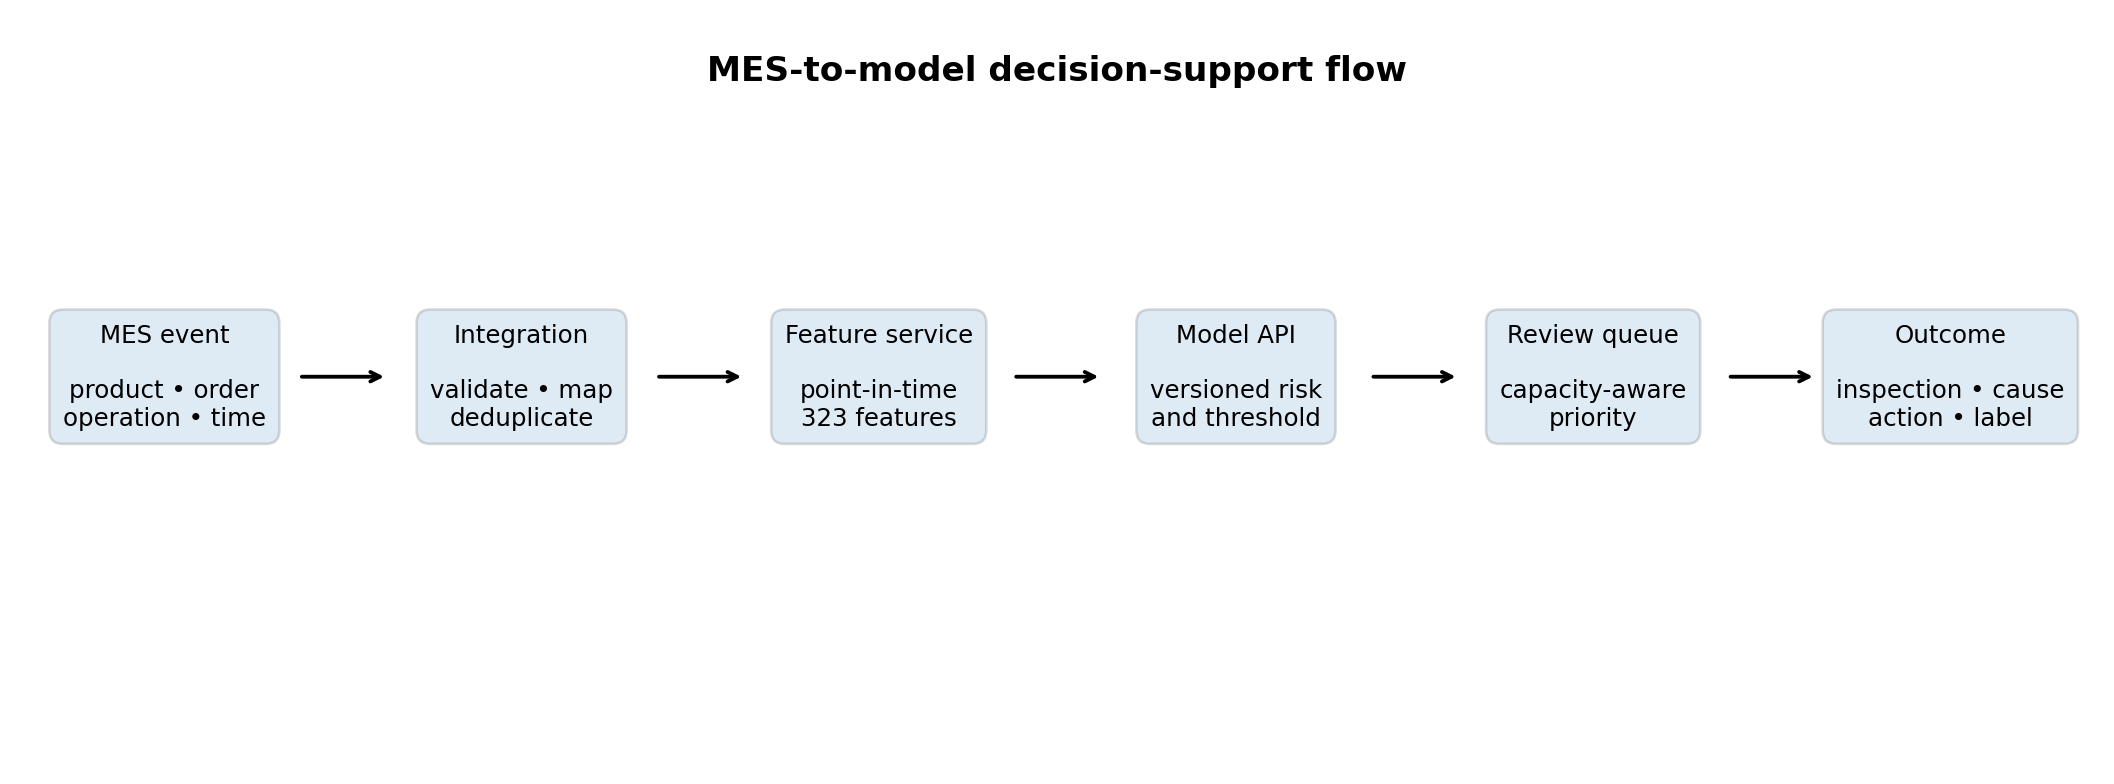 MES-to-model decision-support flow
MES event
product • order
operation • time
Integration
validate • map
deduplicate
Feature service
point-in-time
323 features
Model API
versioned risk
and threshold
Review queue
capacity-aware
priority
Outcome
inspection • cause
action • label